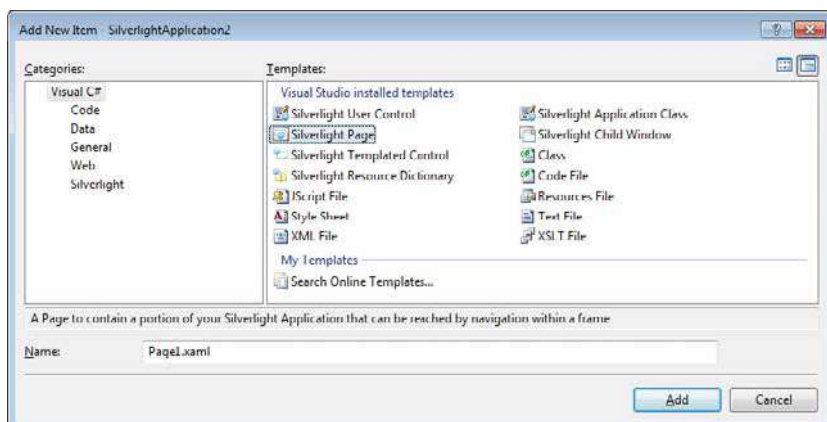 Add New Item - SilverlightApplication2
Categories:
Templates:
Visual C#
Code
Data
General
Web
Silverlight
Visual Studio installed templates
Silverlight User Control
Silverlight Application Class
Silverlight Page
Silverlight Child Window
Silverlight Templated Control
Class
Silverlight Resource Dictionary
Code File
JScript File
Resources File
Style Sheet
Text File
XML File
XSLT File
My Templates
Search Online Templates...
A Page to contain a portion of your Silverlight Application that can be reached by navigation within a frame
Name:
Page1.xaml
Add
Cancel